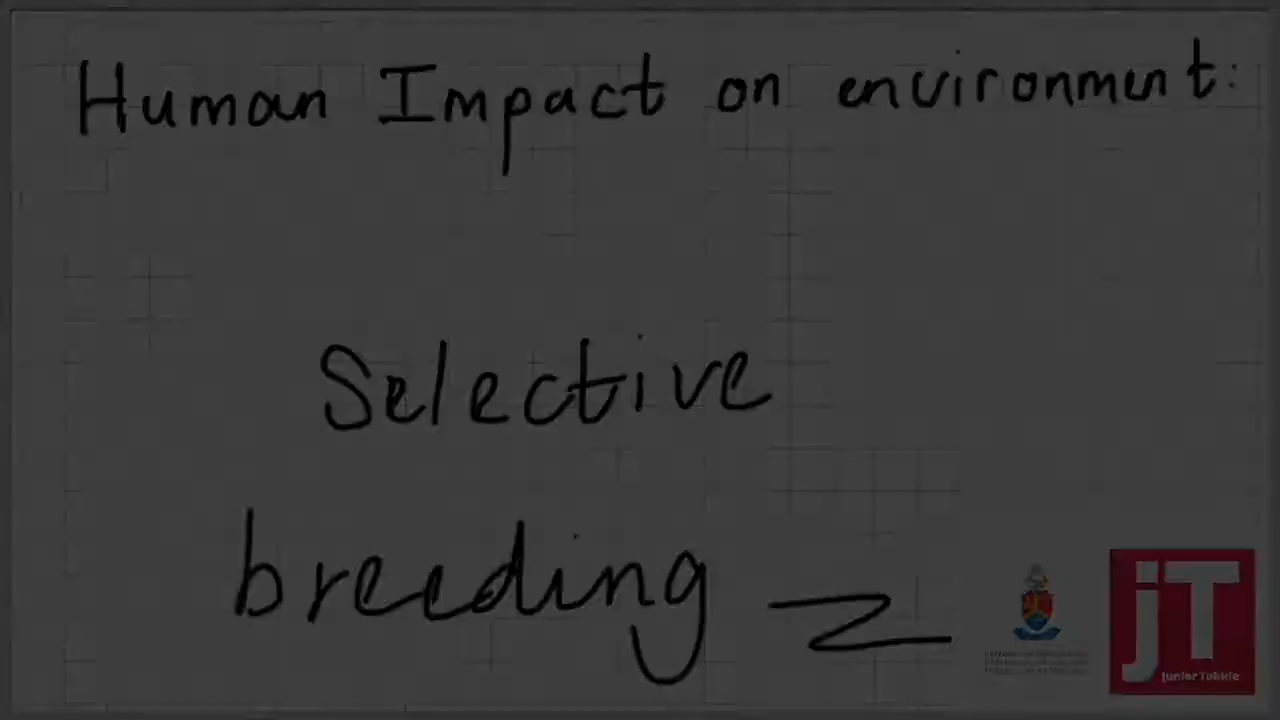 Human Impact on environment:
Selective
breeding
jT
Junior Tukkie